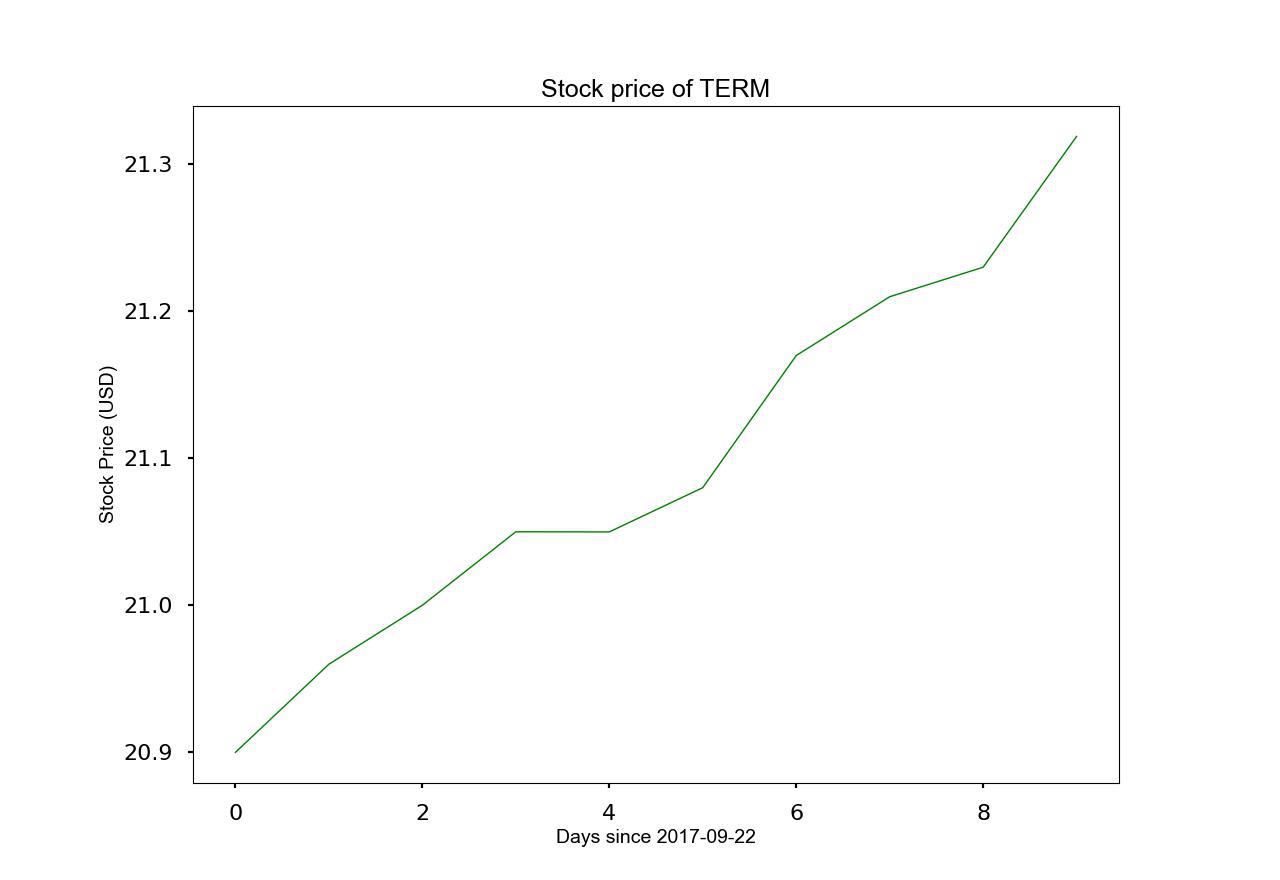 Stock price of TERM
21.3
21.2
21.1
21.0
20.9
Stock Price (USD)
0 2 4 6 8
Days since 2017-09-22